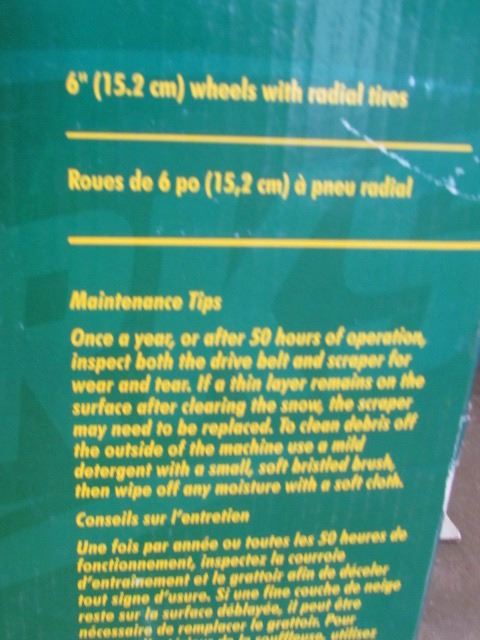 6" (15.2 cm) wheels with radial tires
Roues de 6 po (15,2 cm) à pneu radial
Maintenance Tips
Once a year, or after 50 hours of operation,
inspect both the drive belt and scraper for
wear and tear. If a thin layer remains on the
surface after clearing the snow, the scraper
may need to be replaced. To clean debris off
the outside of the machine use a mild
detergent with a small, soft bristled brush,
then wipe off any moisture with a soft cloth.
Conseils sur l'entretien
Une fois par année ou toutes les 50 heures de
fonctionnement, inspectez la courroie
d'entraînement et le grattoir afin de déceler
tout signe d'usure. Si une fine couche de neige
reste sur la surface déblayée, il peut être
nécessaire de remplacer le grattoir. Pour
de la souffleuse, utilisez